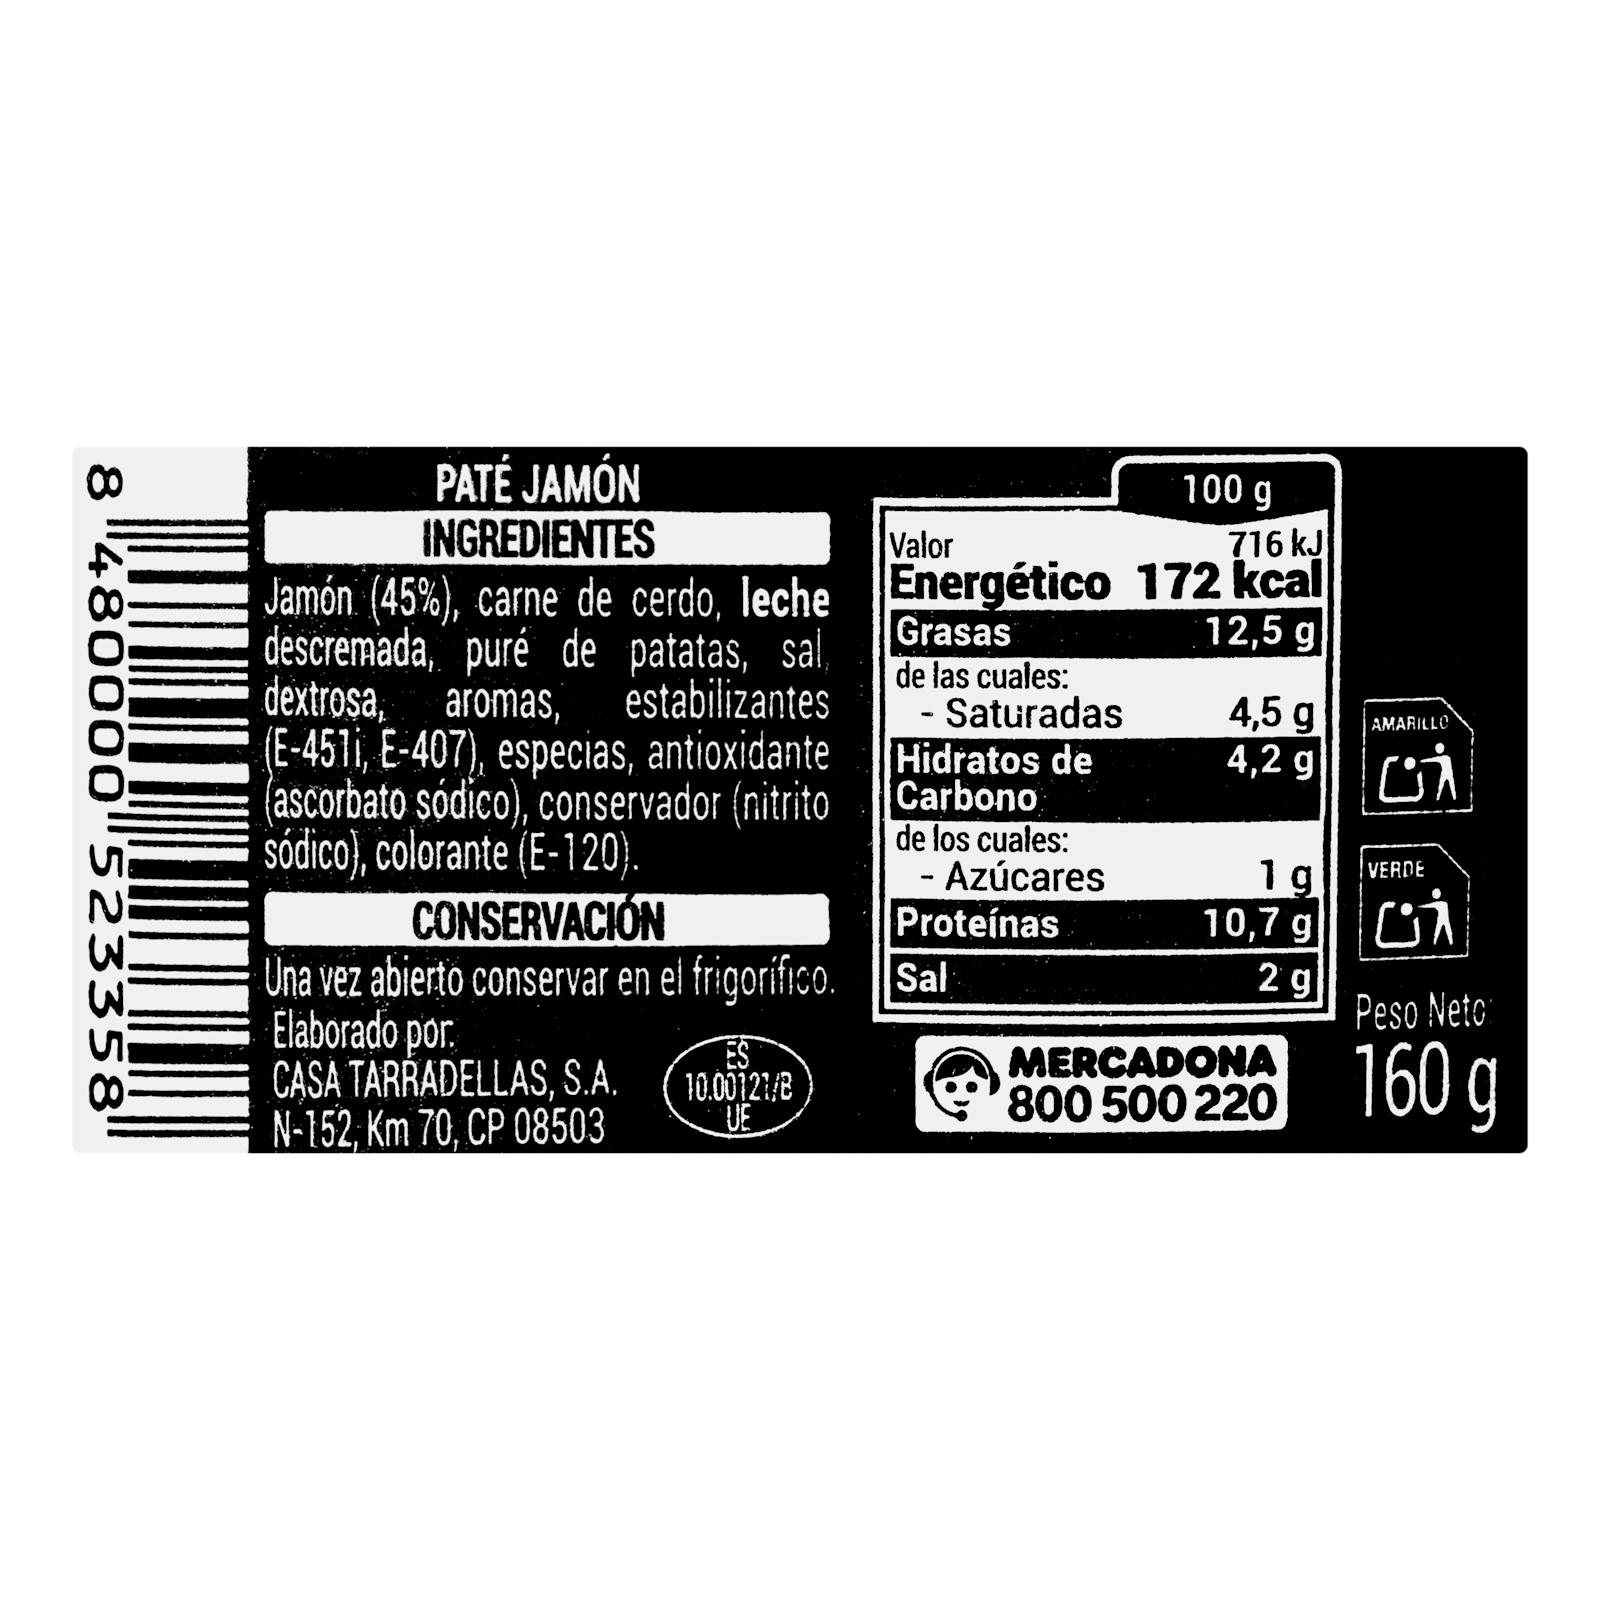 8 480000 523358
PATÉ JAMÓN
INGREDIENTES
Jamón (45%), carne de cerdo, leche
descremada, puré de patatas, sal,
dextrosa, aromas, estabilizantes
(E-451i, E-407), especias, antioxidante
(ascorbato sódico), conservador (nitrito
sódico), colorante (E-120).
CONSERVACIÓN
Una vez abierto conservar en el frigorífico.
Elaborado por:
CASA TARRADELLAS, S.A.
N-152, Km 70, CP 08503
ES
10.00121/B
UE
100 g
Valor 716 kJ
Energético 172 kcal
Grasas 12,5 g
de las cuales:
- Saturadas 4,5 g
Hidratos de 4,2 g
Carbono
de los cuales:
- Azúcares 1 g
Proteínas 10,7 g
Sal 2 g
MERCADONA
800 500 220
AMARILLO
VERDE
Peso Neto:
160 g